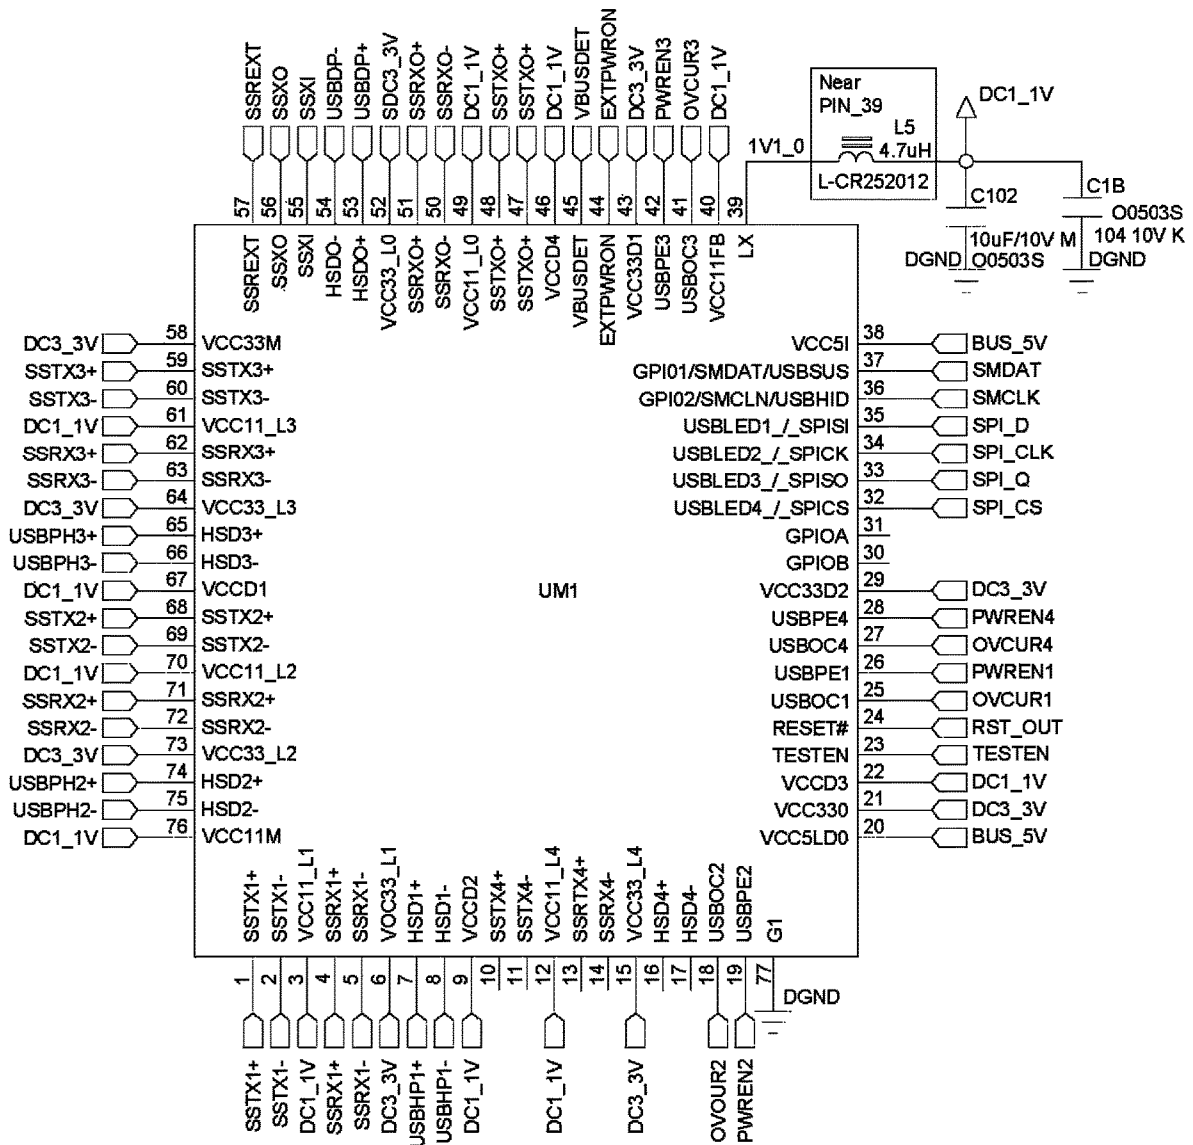 SSREXT
SSXO
SSXI
USBDP-
USBDP+
SDC3_3V
SSRXO+
SSRXO-
DC1_1V
SSTXO+
SSTXO+
DC1_1V
VBUSDET
EXTPWRON
DC3_3V
PWREN3
OVCUR3
DC1_1V
57
56
55
54
53
52
51
50
49
48
47
46
45
44
43
42
41
40
39
SSREXT
SSXO
SSXI
HSDO-
HSDO+
VCC33_L0
SSRXO+
SSRXO-
VCC11_L0
SSTXO+
SSTXO+
VCCD4
VBUSDET
EXTPWRON
VCC33D1
USBPE3
USBOC3
VCC11FB
LX
1V1_0
Near
PIN_39
L5
4.7uH
L-CR252012
DC1_1V
C102
10uF/10V M
O0503S
DGND
C1B
O0503S
104 10V K
DGND
DC3_3V 58 VCC33M
SSTX3+ 59 SSTX3+
SSTX3- 60 SSTX3-
DC1_1V 61 VCC11_L3
SSRX3+ 62 SSRX3+
SSRX3- 63 SSRX3-
DC3_3V 64 VCC33_L3
USBPH3+ 65 HSD3+
USBPH3- 66 HSD3-
DC1_1V 67 VCCD1
SSTX2+ 68 SSTX2+
SSTX2- 69 SSTX2-
DC1_1V 70 VCC11_L2
SSRX2+ 71 SSRX2+
SSRX2- 72 SSRX2-
DC3_3V 73 VCC33_L2
USBPH2+ 74 HSD2+
USBPH2- 75 HSD2-
DC1_1V 76 VCC11M
UM1
VCC5I 38 BUS_5V
GPI01/SMDAT/USBSUS 37 SMDAT
GPI02/SMCLN/USBHID 36 SMCLK
USBLED1_/_SPISI 35 SPI_D
USBLED2_/_SPICK 34 SPI_CLK
USBLED3_/_SPISO 33 SPI_Q
USBLED4_/_SPICS 32 SPI_CS
GPIOA 31
GPIOB 30
VCC33D2 29 DC3_3V
USBPE4 28 PWREN4
USBOC4 27 OVCUR4
USBPE1 26 PWREN1
USBOC1 25 OVCUR1
RESET# 24 RST_OUT
TESTEN 23 TESTEN
VCCD3 22 DC1_1V
VCC330 21 DC3_3V
VCC5LD0 20 BUS_5V
SSTX1+
SSTX1-
VCC11_L1
SSRX1+
SSRX1-
VOC33_L1
HSD1+
HSD1-
VCCD2
SSTX4+
SSTX4-
VCC11_L4
SSRTX4+
SSRX4-
VCC33_L4
HSD4+
HSD4-
USBOC2
USBPE2
G1
1
2
3
4
5
6
7
8
9
10
11
12
13
14
15
16
17
18
19
77
DGND
SSTX1+
SSTX1-
DC1_1V
SSRX1+
SSRX1-
DC3_3V
USBHP1+
USBHP1-
DC1_1V
DC1_1V
DC3_3V
OVOUR2
PWREN2